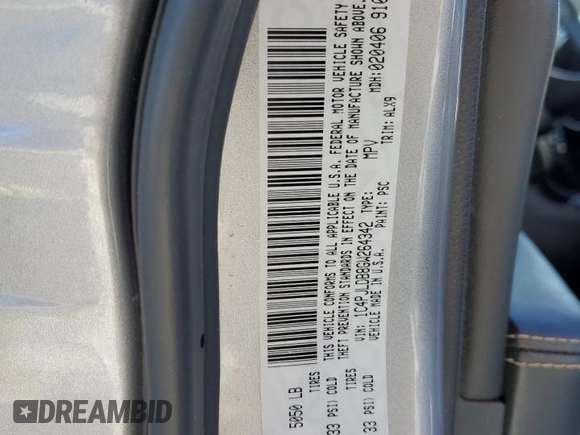 5050 LB
TIRES
33 PSI) COLD
TIRES
33 PSI) COLD
THIS VEHICLE CONFORMS TO ALL APPLICABLE U.S.A. FEDERAL MOTOR VEHICLE SAFETY
THEFT PREVENTION STANDARDS IN EFFECT ON THE DATE OF MANUFACTURE SHOWN ABOVE.
VIN: 1C4PJLDB8GW264342 TYPE: MPV MDH:020406 910
VEHICLE MADE IN U.S.A. PAINT: PSC TRIM: ALX9
DREAMBID